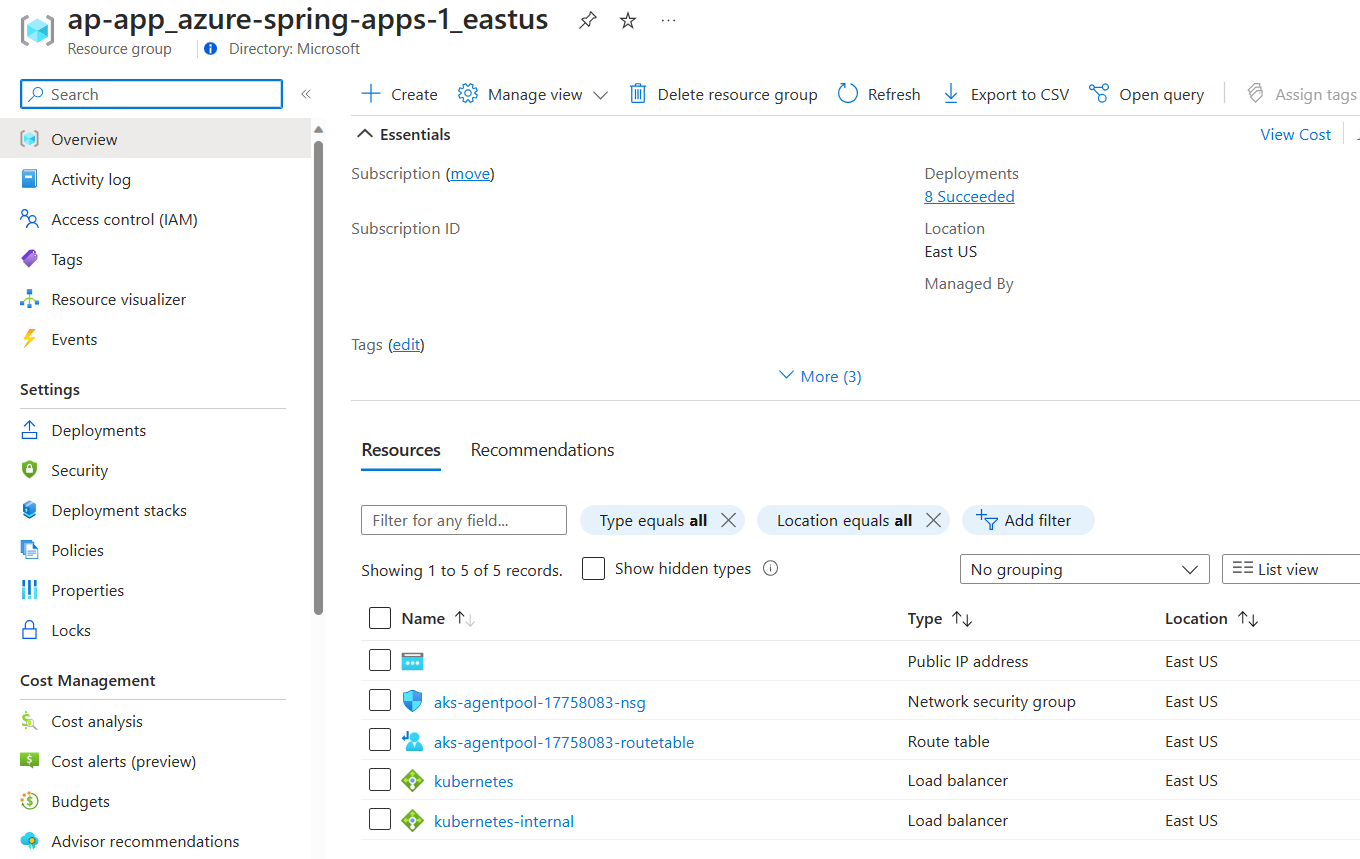 ap-app_azure-spring-apps-1_eastus
Resource group
Directory: Microsoft
Search
Overview
Activity log
Access control (IAM)
Tags
Resource visualizer
Events
Settings
Deployments
Security
Deployment stacks
Policies
Properties
Locks
Cost Management
Cost analysis
Cost alerts (preview)
Budgets
Advisor recommendations
Create Manage view Delete resource group Refresh Export to CSV Open query Assign tags
Essentials
View Cost
Subscription (move)
Subscription ID
Deployments
8 Succeeded
Location
East US
Managed By
Tags (edit)
More (3)
Resources Recommendations
Filter for any field... Type equals all Location equals all Add filter
Showing 1 to 5 of 5 records. Show hidden types No grouping List view
Name Type Location
Public IP address East US
aks-agentpool-17758083-nsg Network security group East US
aks-agentpool-17758083-routetable Route table East US
kubernetes Load balancer East US
kubernetes-internal Load balancer East US